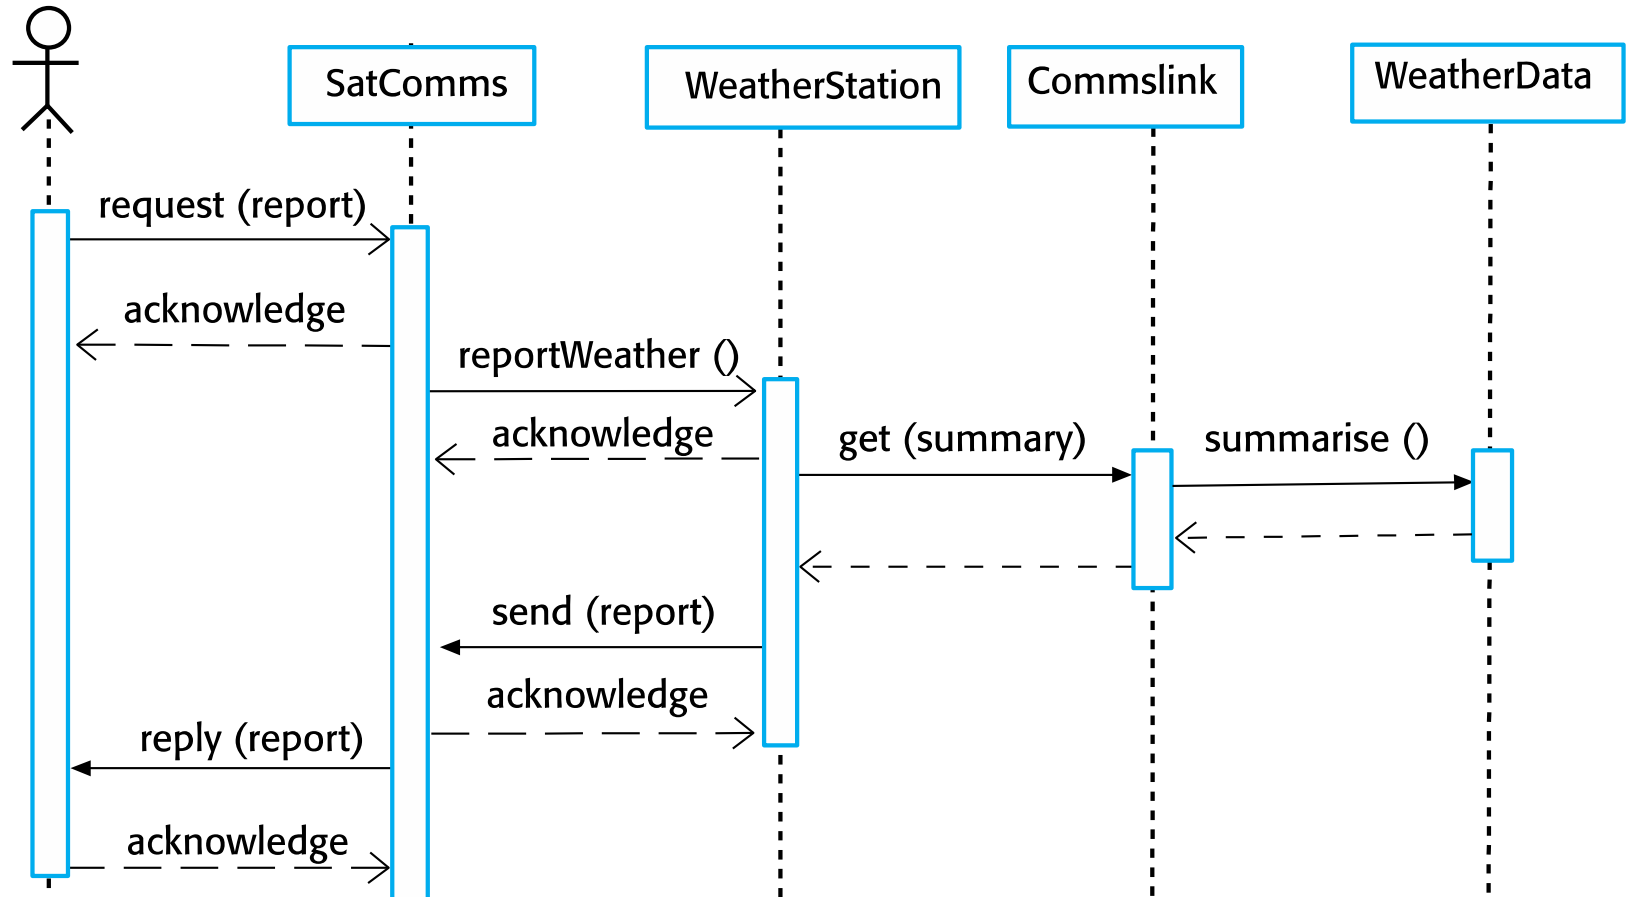 SatComms
WeatherStation
Commslink
WeatherData
request (report)
acknowledge
reportWeather ()
acknowledge
get (summary)
summarise ()
send (report)
acknowledge
reply (report)
acknowledge